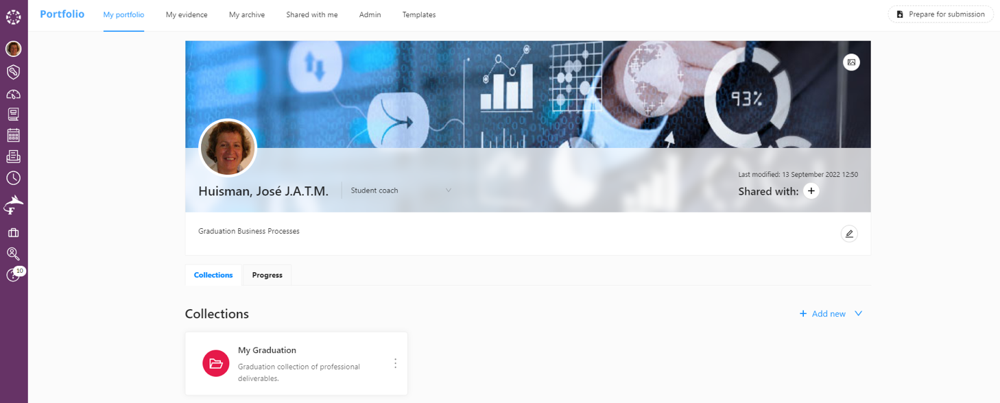 Portfolio
My portfolio
My evidence
My archive
Shared with me
Admin
Templates
Prepare for submission
93%
Last modified: 13 September 2022 12:50
Huisman, José J.A.T.M.
Student coach
Shared with:
Graduation Business Processes
F
10
Collections
Progress
Collections
Add new
My Graduation
Graduation collection of professional
deliverables.